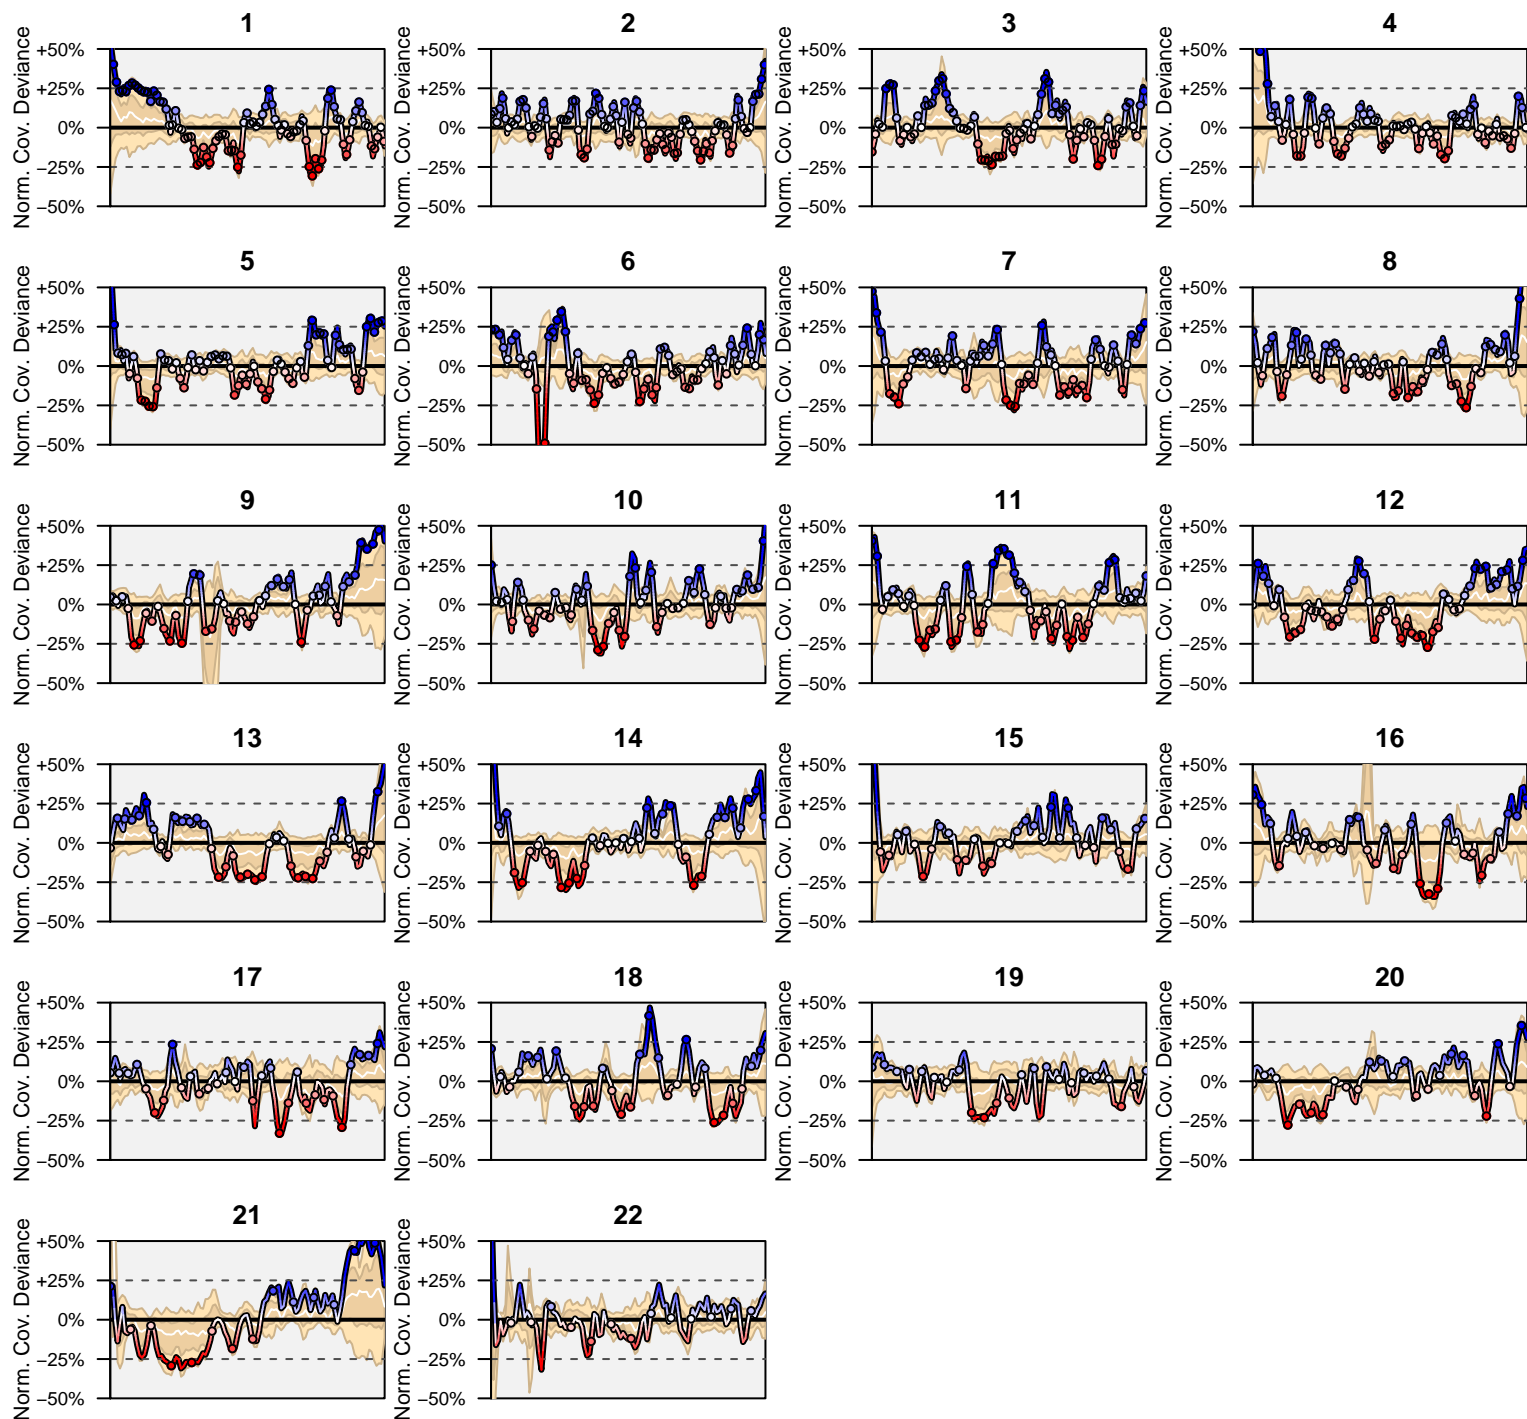 1 2 3 4
Norm. Cov. Deviance +50% +25% 0% −25% −50% Norm. Cov. Deviance +50% +25% 0% −25% −50% Norm. Cov. Deviance +50% +25% 0% −25% −50% Norm. Cov. Deviance +50% +25% 0% −25% −50%
5 6 7 8
Norm. Cov. Deviance +50% +25% 0% −25% −50% Norm. Cov. Deviance +50% +25% 0% −25% −50% Norm. Cov. Deviance +50% +25% 0% −25% −50% Norm. Cov. Deviance +50% +25% 0% −25% −50%
9 10 11 12
Norm. Cov. Deviance +50% +25% 0% −25% −50% Norm. Cov. Deviance +50% +25% 0% −25% −50% Norm. Cov. Deviance +50% +25% 0% −25% −50% Norm. Cov. Deviance +50% +25% 0% −25% −50%
13 14 15 16
Norm. Cov. Deviance +50% +25% 0% −25% −50% Norm. Cov. Deviance +50% +25% 0% −25% −50% Norm. Cov. Deviance +50% +25% 0% −25% −50% Norm. Cov. Deviance +50% +25% 0% −25% −50%
17 18 19 20
Norm. Cov. Deviance +50% +25% 0% −25% −50% Norm. Cov. Deviance +50% +25% 0% −25% −50% Norm. Cov. Deviance +50% +25% 0% −25% −50% Norm. Cov. Deviance +50% +25% 0% −25% −50%
21 22
Norm. Cov. Deviance +50% +25% 0% −25% −50% Norm. Cov. Deviance +50% +25% 0% −25% −50%